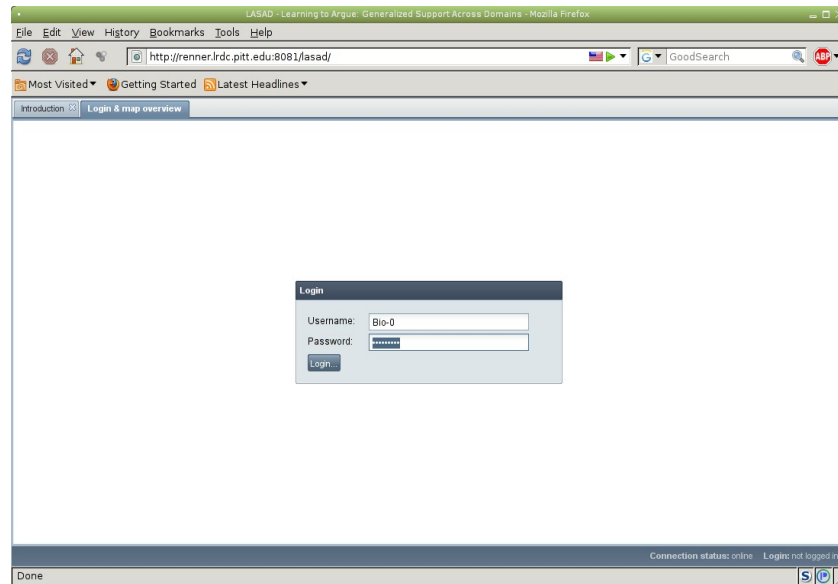 LASAD - Learning to Argue: Generalized Support Across Domains - Mozilla Firefox
File Edit View History Bookmarks Tools Help
http://renner.lrdc.pitt.edu:8081/lasad/ G GoodSearch ABP
Most Visited Getting Started Latest Headlines
Introduction Login & map overview
Login
Username: Bio-0
Password: •••••••••
Login...
Connection status: online Login: not logged in
Done S P